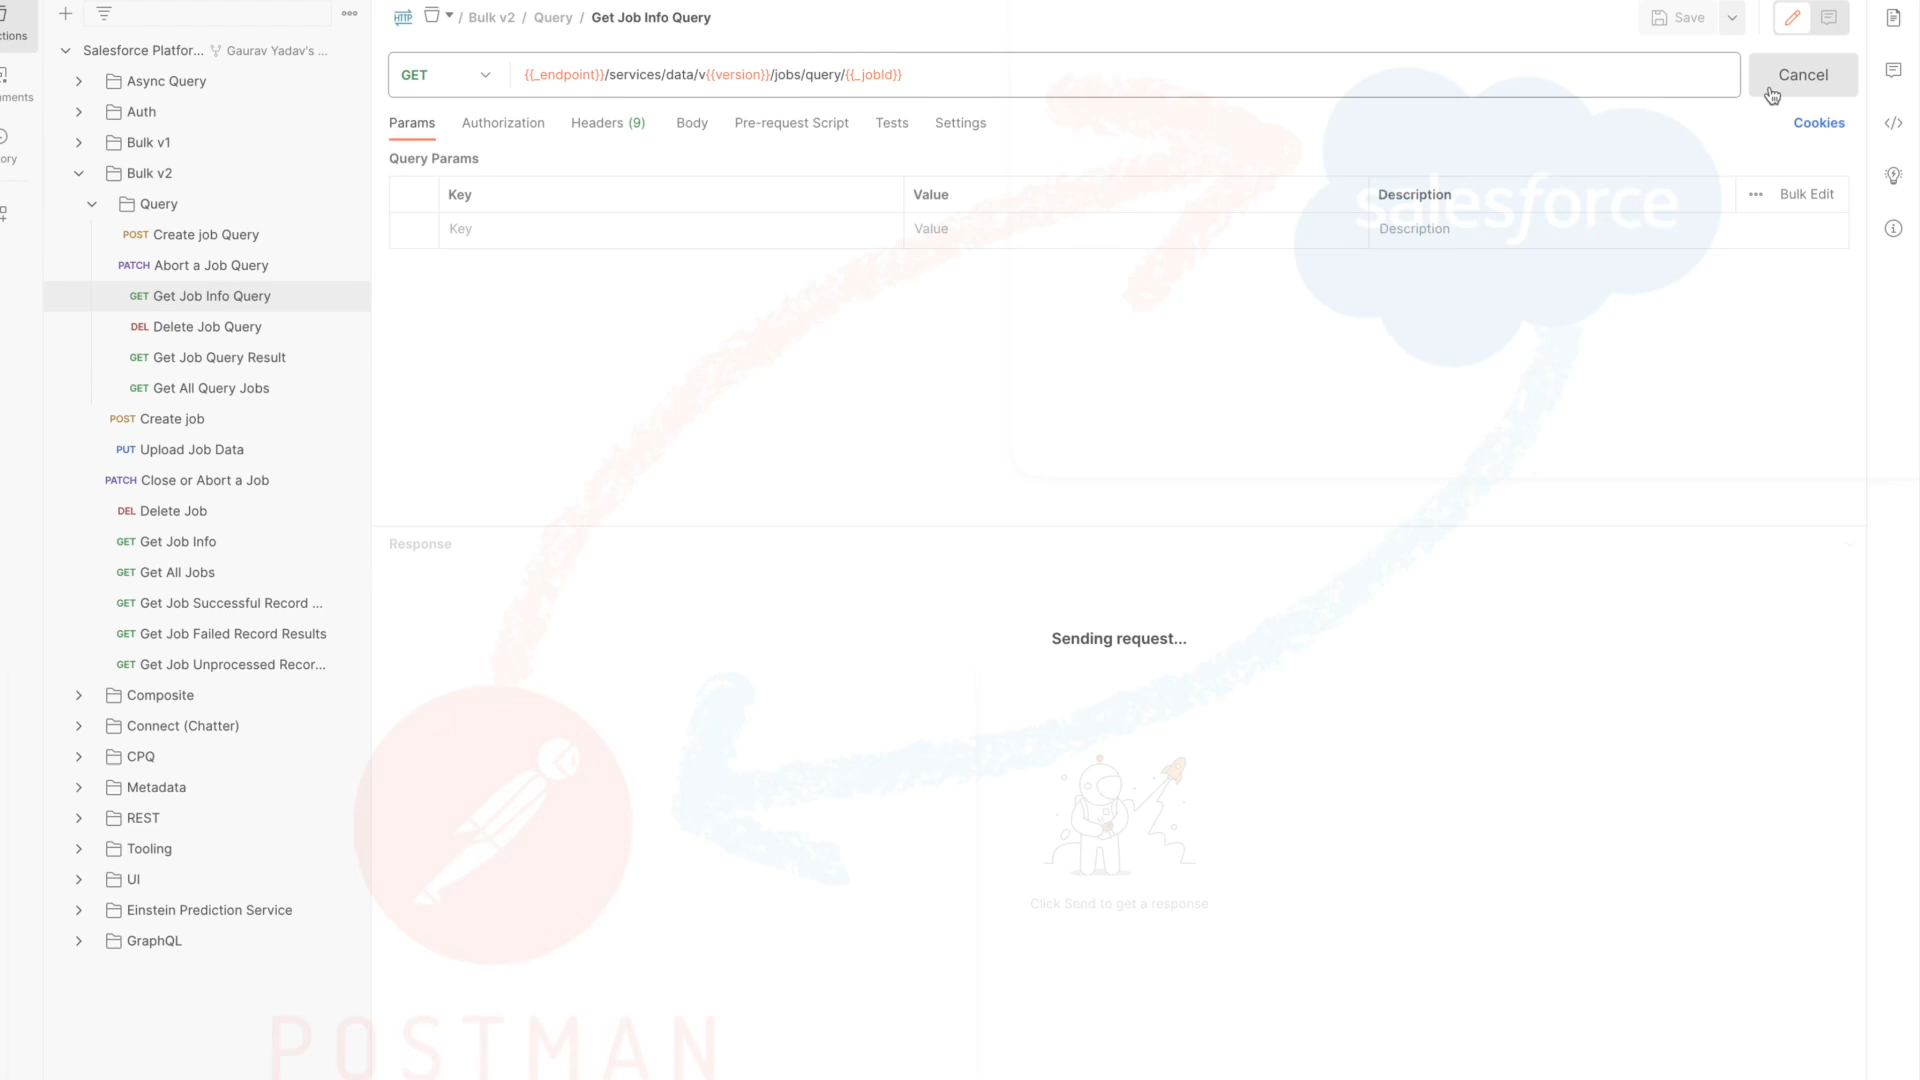 ctions
ments
ory
Salesforce Platfor... Gaurav Yadav's ...
Async Query
Auth
Bulk v1
Bulk v2
Query
POST Create job Query
PATCH Abort a Job Query
GET Get Job Info Query
DEL Delete Job Query
GET Get Job Query Result
GET Get All Query Jobs
POST Create job
PUT Upload Job Data
PATCH Close or Abort a Job
DEL Delete Job
GET Get Job Info
GET Get All Jobs
GET Get Job Successful Record ...
GET Get Job Failed Record Results
GET Get Job Unprocessed Recor...
Composite
Connect (Chatter)
CPQ
Metadata
REST
Tooling
UI
Einstein Prediction Service
GraphQL
HTTP / Bulk v2 / Query / Get Job Info Query
Save
GET {{_endpoint}}/services/data/v{{version}}/jobs/query/{{_jobId}}
Cancel
Params Authorization Headers (9) Body Pre-request Script Tests Settings
Cookies
Query Params
Key Value Description ••• Bulk Edit
Key Value Description
salesforce
Response
Sending request...
Click Send to get a response
POSTMAN